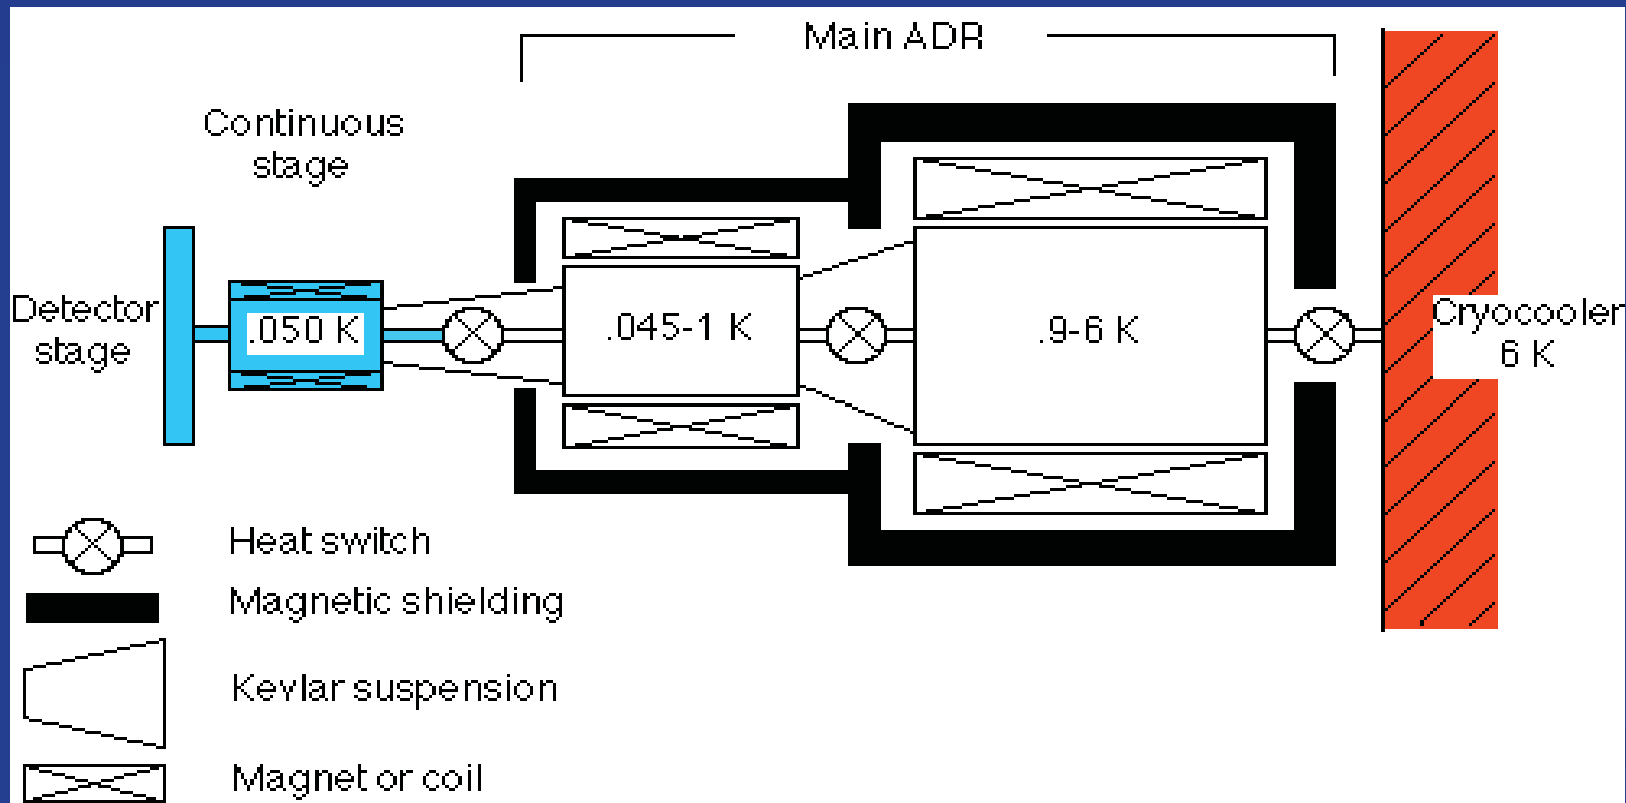 Main ADR
Continuous
stage
Detector
stage
.050 K
.045-1 K
.9-6 K
Cryocooler
6 K
Heat switch
Magnetic shielding
Kevlar suspension
Magnet or coil